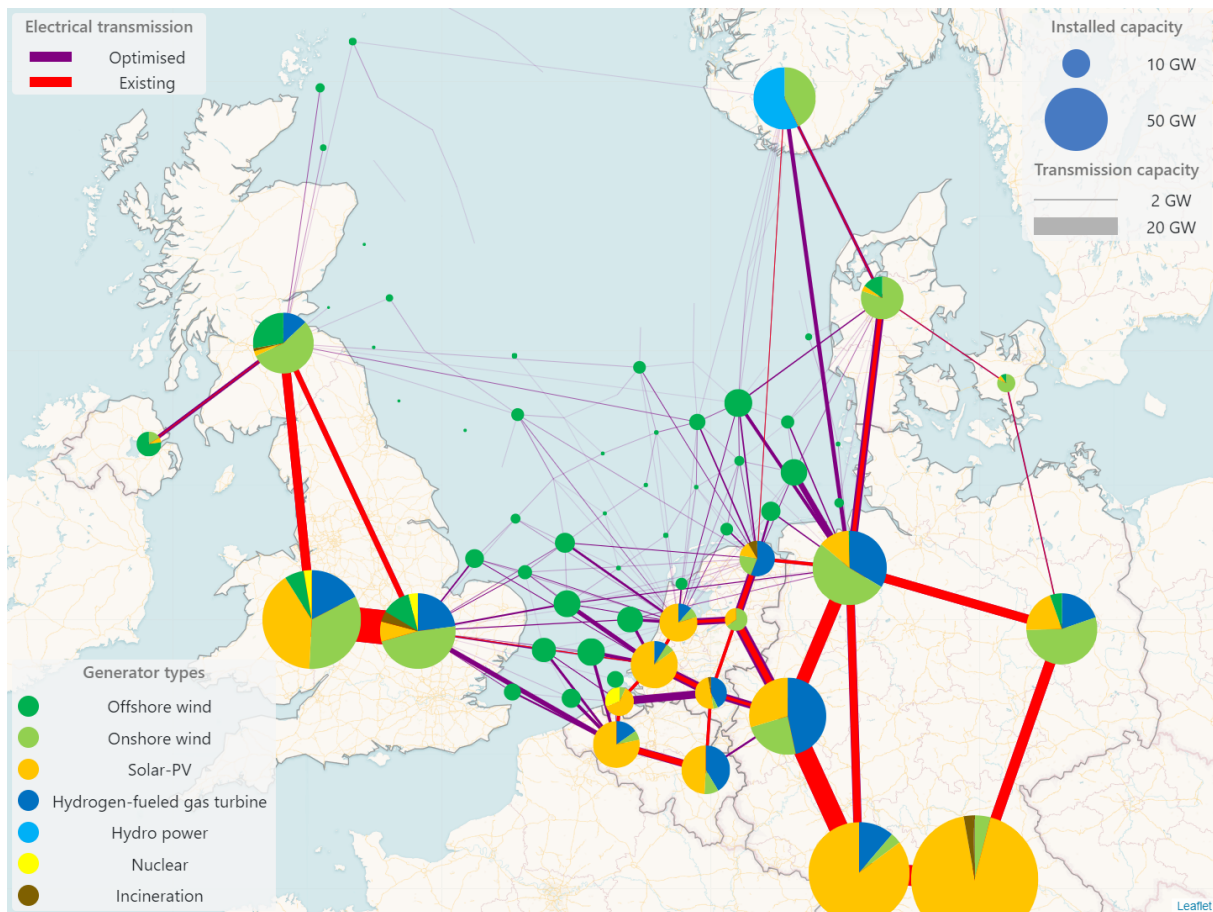 Electrical transmission
Optimised
Existing
Installed capacity
10 GW
50 GW
Transmission capacity
2 GW
20 GW
Generator types
Offshore wind
Onshore wind
Solar-PV
Hydrogen-fueled gas turbine
Hydro power
Nuclear
Incineration
Leaflet